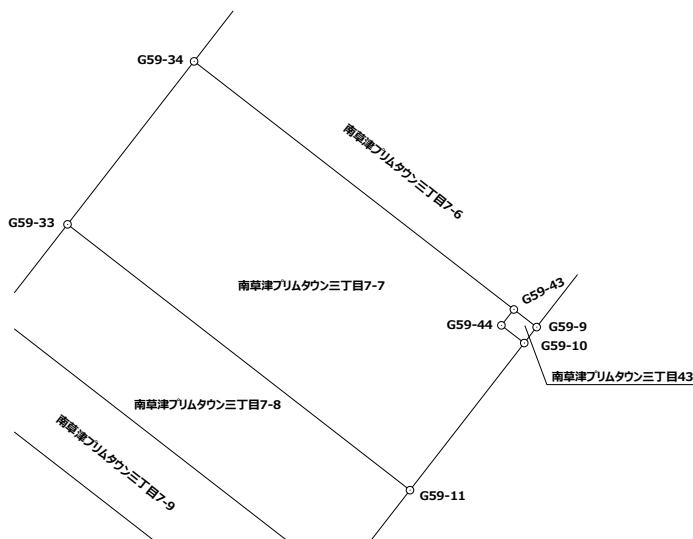 G59-34
南草津プリムタウン三丁目7-6
G59-33
南草津プリムタウン三丁目7-7
G59-43
G59-44
G59-9
G59-10
南草津プリムタウン三丁目43
南草津プリムタウン三丁目7-8
南草津プリムタウン三丁目7-9
G59-11